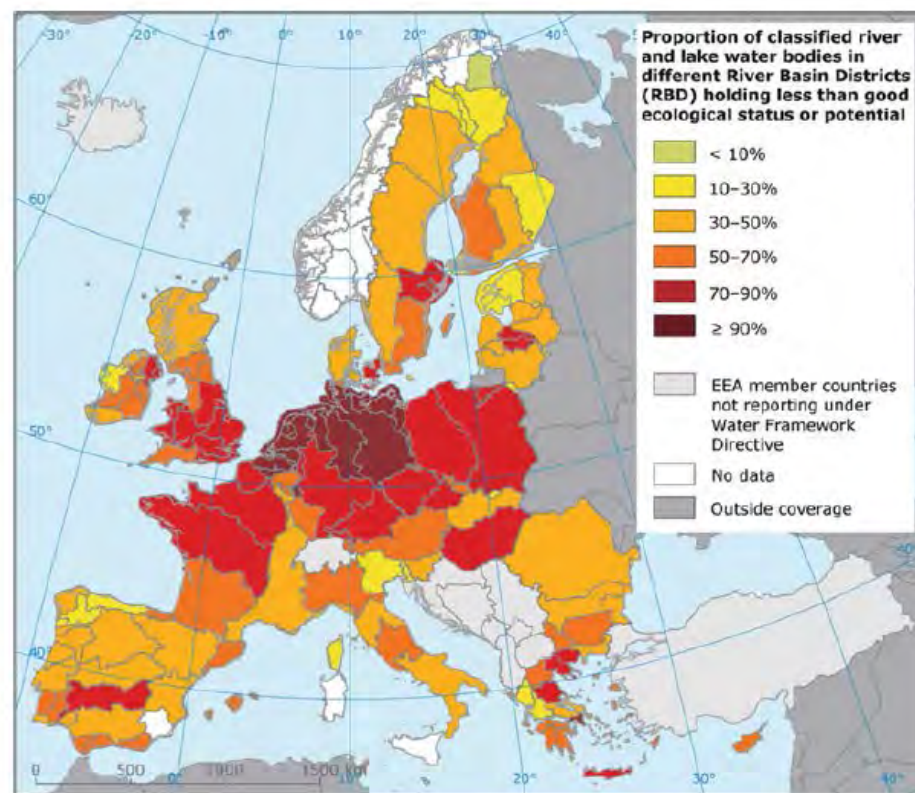 -30°
-20°
-10°
0°
10°
20°
30°
60°
50°
40°
Proportion of classified river
and lake water bodies in
different River Basin Districts
(RBD) holding less than good
ecological status or potential
< 10%
10–30%
30–50%
50–70%
70–90%
≥ 90%
EEA member countries
not reporting under
Water Framework
Directive
No data
Outside coverage
0 500 1000 1500 km
0° 10° 20° 30° 40°